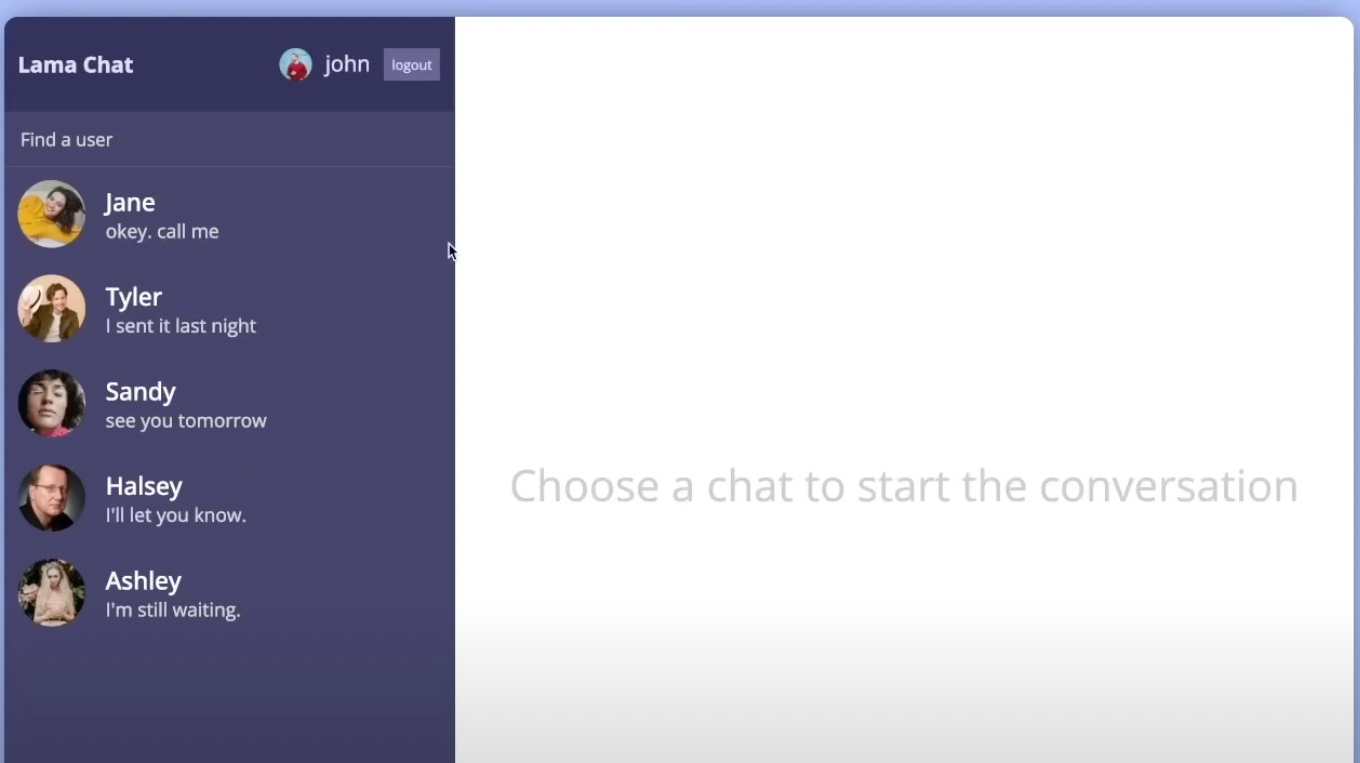 Lama Chat
john
logout
Find a user
Jane
okey. call me
Tyler
I sent it last night
Sandy
see you tomorrow
Halsey
I'll let you know.
Ashley
I'm still waiting.
Choose a chat to start the conversation